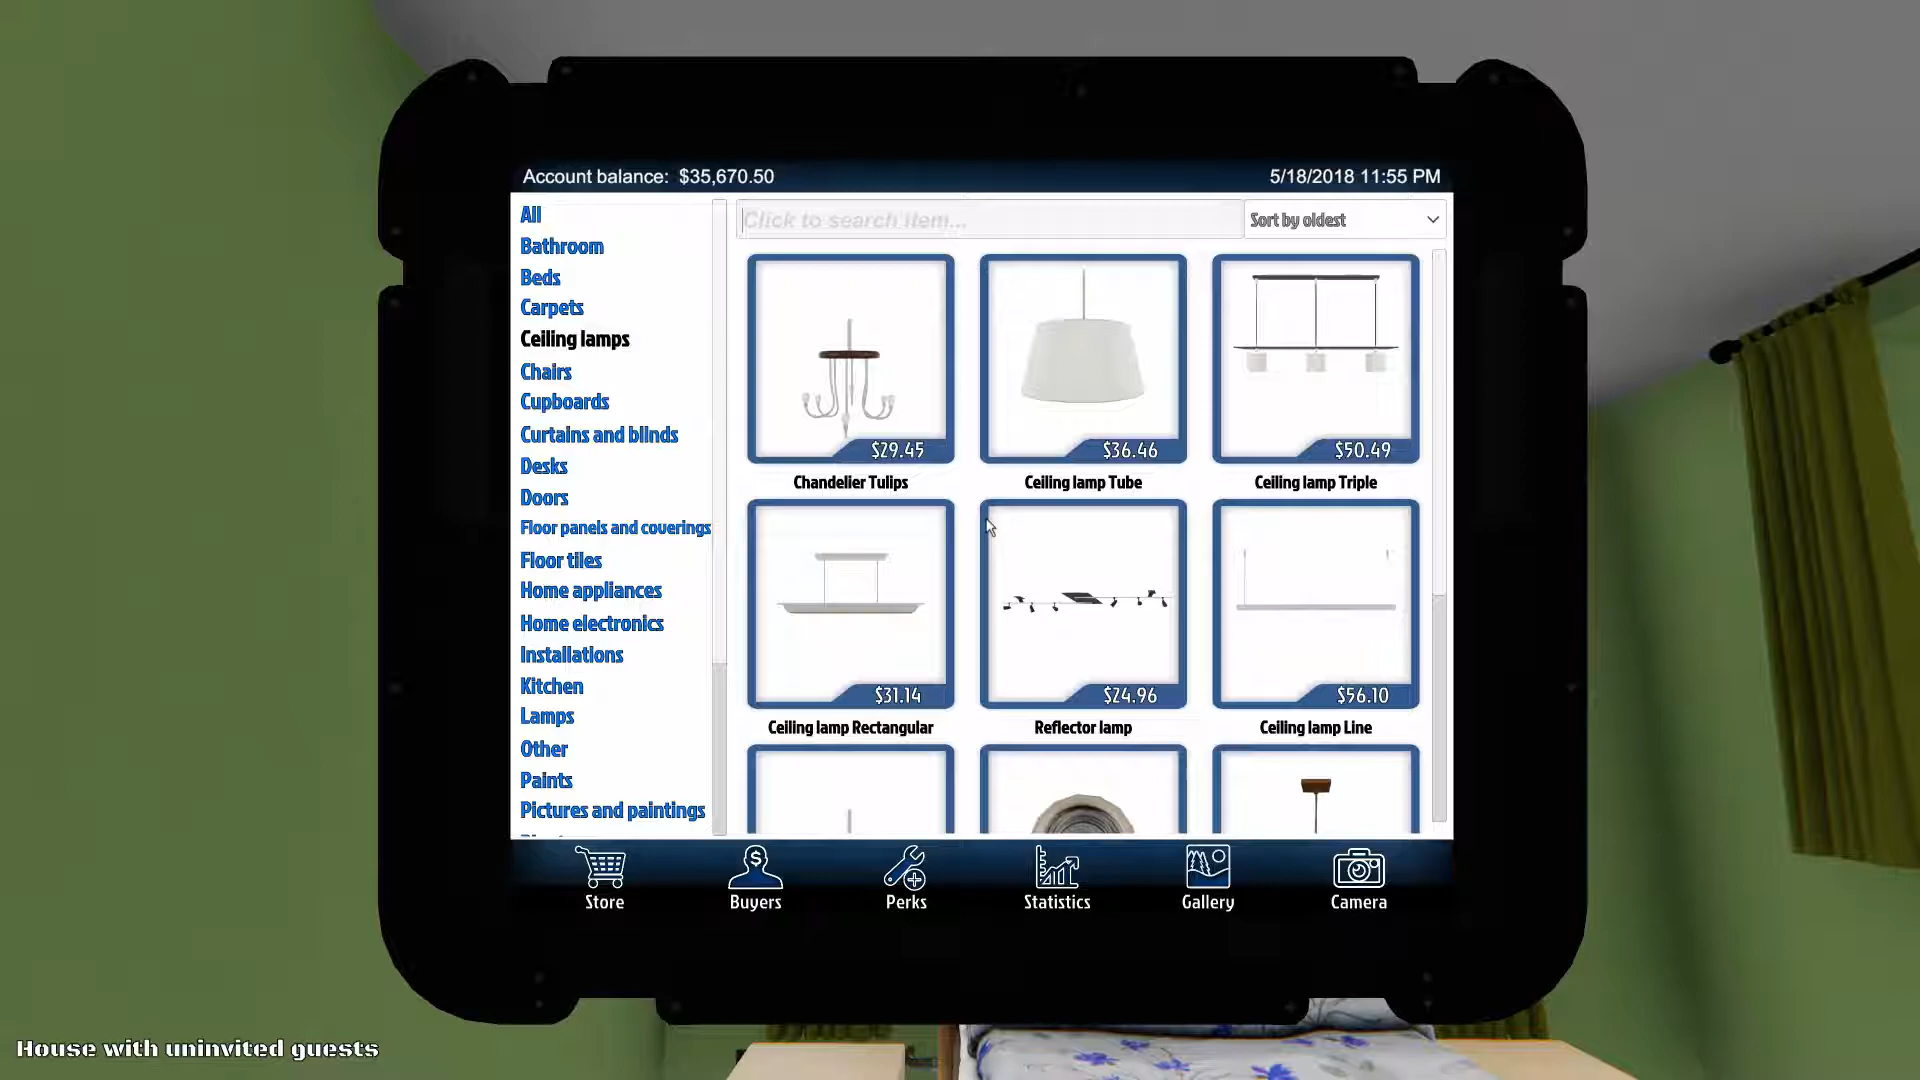 Account balance: $35,670.50
5/18/2018 11:55 PM
All
Bathroom
Beds
Carpets
Ceiling lamps
Chairs
Cupboards
Curtains and blinds
Desks
Doors
Floor panels and coverings
Floor tiles
Home appliances
Home electronics
Installations
Kitchen
Lamps
Other
Paints
Pictures and paintings
Click to search item...
Sort by oldest
$29.45
$36.46
$50.49
Chandelier Tulips
Ceiling lamp Tube
Ceiling lamp Triple
$31.14
$24.96
$56.10
Ceiling lamp Rectangular
Reflector lamp
Ceiling lamp Line
Store
Buyers
Perks
Statistics
Gallery
Camera
House with uninvited guests